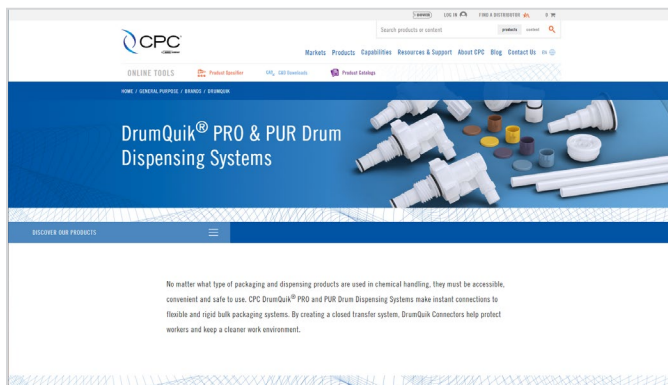 LOG IN
FIND A DISTRIBUTOR
0
Search products or content
products
content
CPC
Markets Products Capabilities Resources & Support About CPC Blog Contact Us EN
ONLINE TOOLS
Product Specifier
CAD Downloads
Product Catalogs
HOME / GENERAL PURPOSE / BRANDS / DRUMQUIK
DrumQuik® PRO & PUR Drum
Dispensing Systems
DISCOVER OUR PRODUCTS
No matter what type of packaging and dispensing products are used in chemical handling, they must be accessible,
convenient and safe to use. CPC DrumQuik® PRO and PUR Drum Dispensing Systems make instant connections to
flexible and rigid bulk packaging systems. By creating a closed transfer system, DrumQuik Connectors help protect
workers and keep a cleaner work environment.